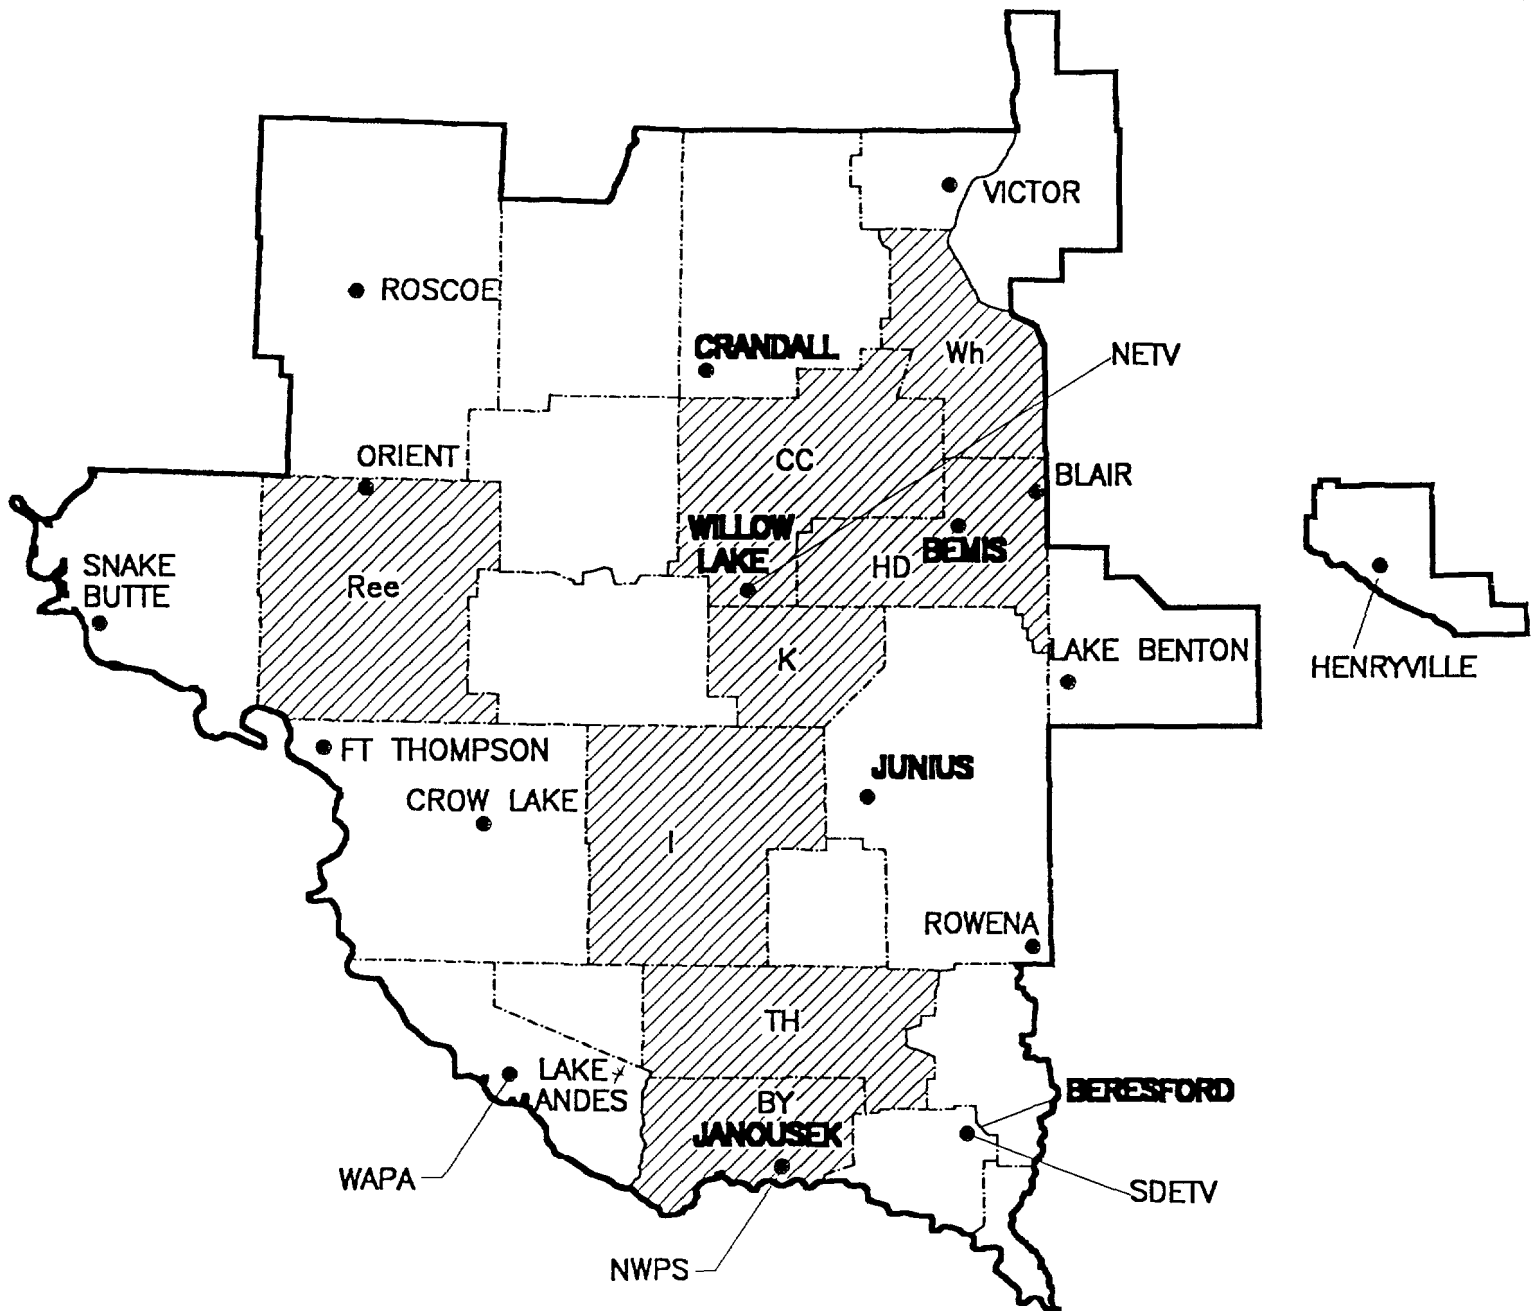 VICTOR
ROSCOE
CRANDALL
Wh
NETV
ORIENT
CC
BLAIR
WILLOW
LAKE
BEMIS
HD
SNAKE
BUTTE
Ree
K
LAKE BENTON
HENRYVILLE
FT THOMPSON
JUNIUS
CROW LAKE
I
ROWENA
TH
LAKE
ANDES
BY
BERESFORD
JANOUSEK
WAPA
SDETV
NWPS